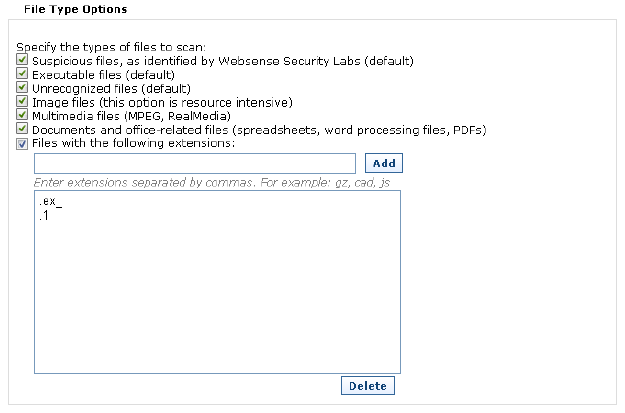 File Type Options
Specify the types of files to scan:
Suspicious files, as identified by Websense Security Labs (default)
Executable files (default)
Unrecognized files (default)
Image files (this option is resource intensive)
Multimedia files (MPEG, RealMedia)
Documents and office-related files (spreadsheets, word processing files, PDFs)
Files with the following extensions:
Add
Enter extensions separated by commas. For example: gz, cad, js
.ex_
.1
Delete